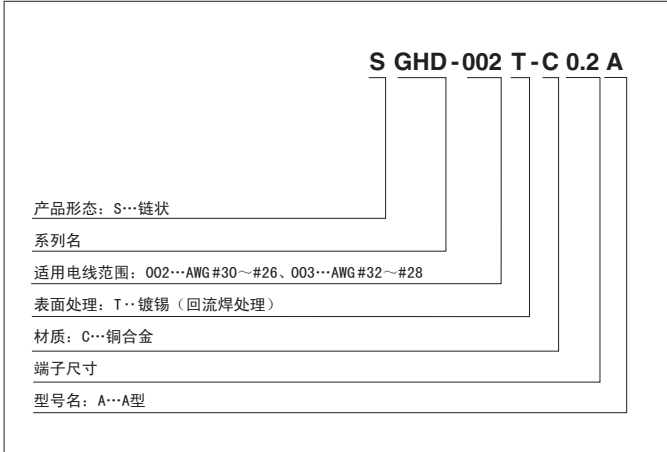 S GHD-002 T-C 0.2 A
产品形态：S…链状
系列名
适用电线范围：002…AWG#30～#26、003…AWG#32～#28
表面处理：T‥镀锡（回流焊处理）
材质：C…铜合金
端子尺寸
型号名：A…A型